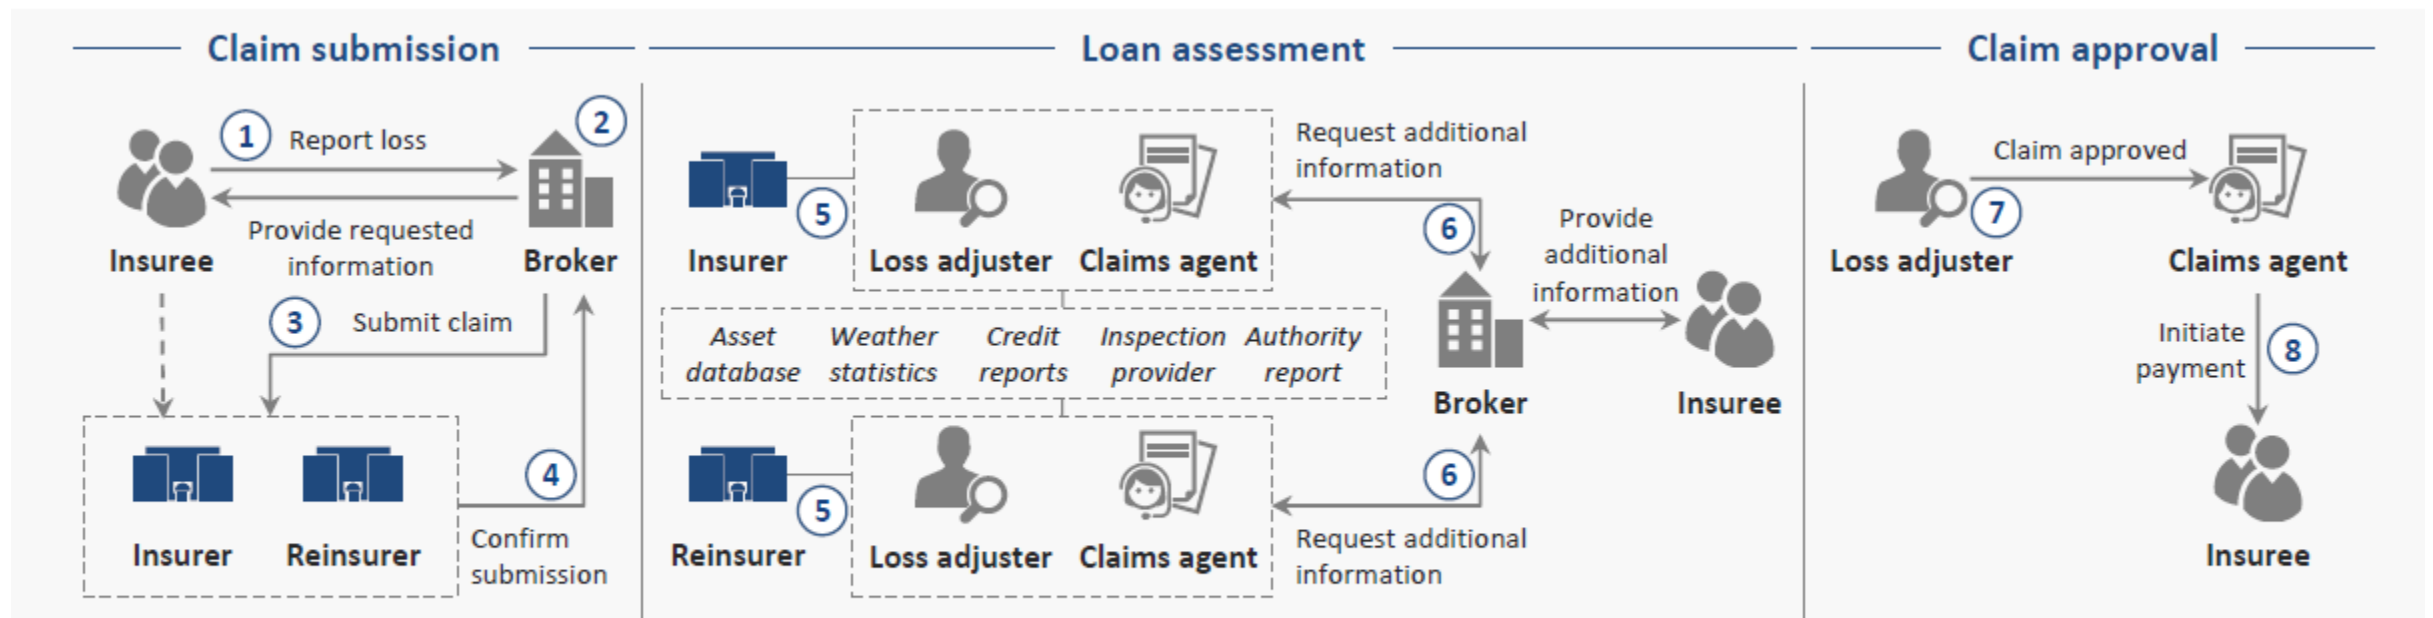 Claim submission
Loan assessment
Claim approval
1
Report loss
2
Provide requested
information
Insuree
Broker
3
Submit claim
4
Insurer
Reinsurer
Confirm
submission
Insurer
5
Loss adjuster
Claims agent
Request additional
information
6
Provide
additional
information
Asset
database
Weather
statistics
Credit
reports
Inspection
provider
Authority
report
Broker
Insuree
Reinsurer
5
Loss adjuster
Claims agent
6
Request additional
information
Claim approved
7
Loss adjuster
Claims agent
Initiate
payment
8
Insuree